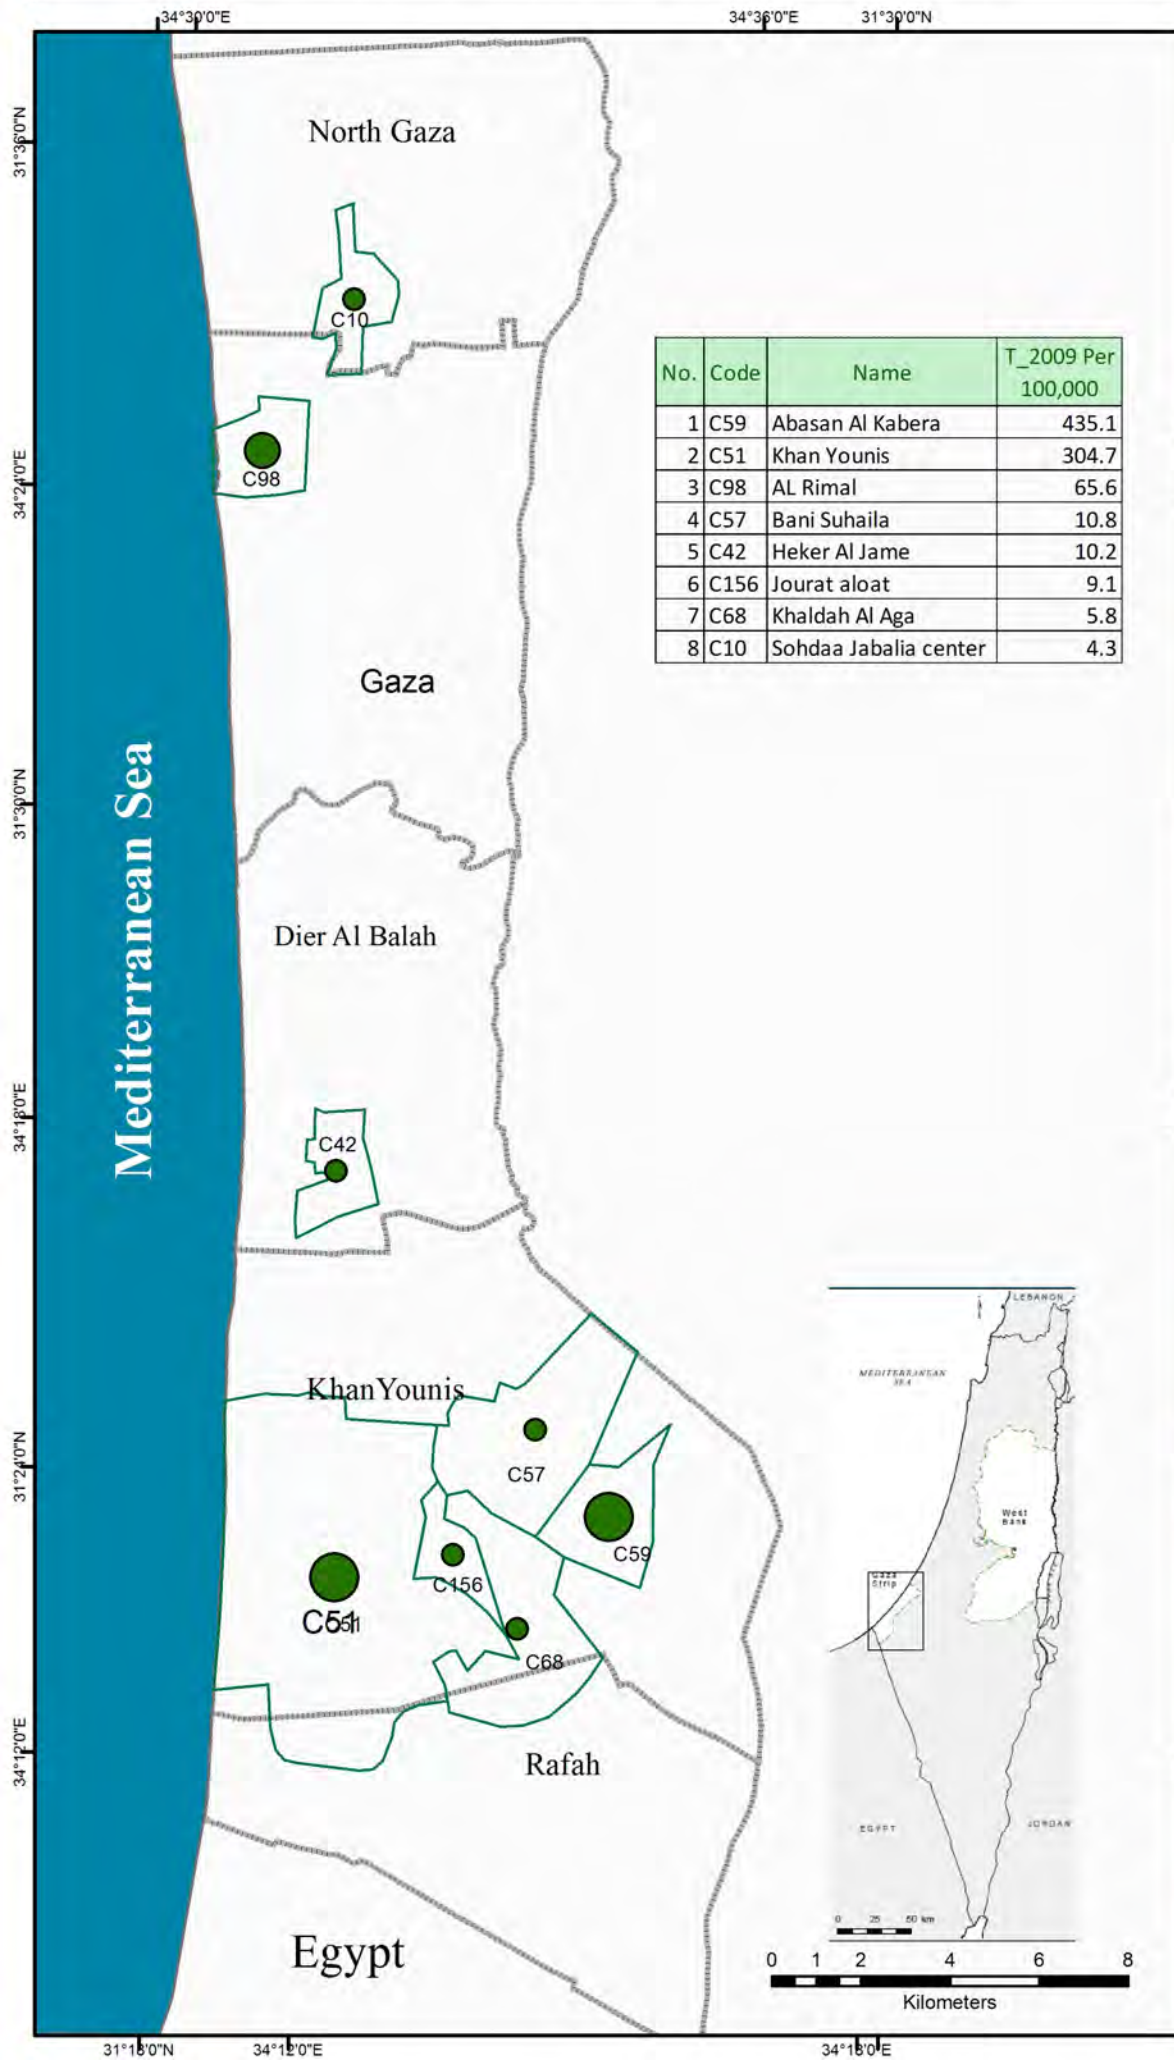 34°30'0"E
34°36'0"E
31°30'0"N
31°36'0"N
North Gaza
C10
No. Code Name T_2009 Per 100,000
1 C59 Abasan Al Kabera 435.1
2 C51 Khan Younis 304.7
3 C98 AL Rimal 65.6
4 C57 Bani Suhaila 10.8
5 C42 Heker Al Jame 10.2
6 C156 Jourat aloat 9.1
7 C68 Khaldah Al Aga 5.8
8 C10 Sohdaa Jabalia center 4.3
C98
34°24'0"E
Gaza
Mediterranean Sea
31°30'0"N
Dier Al Balah
34°18'0"E
C42
LEBANON
MEDITERRANEAN
SEA
KhanYounis
31°24'0"N
C57
West
Bank
C59
C156
Gaza
Strip
C51
C68
34°12'0"E
Rafah
EGYPT
JORDAN
0 25 50 km
Egypt
0 1 2 4 6 8
Kilometers
31°18'0"N
34°12'0"E
34°18'0"E